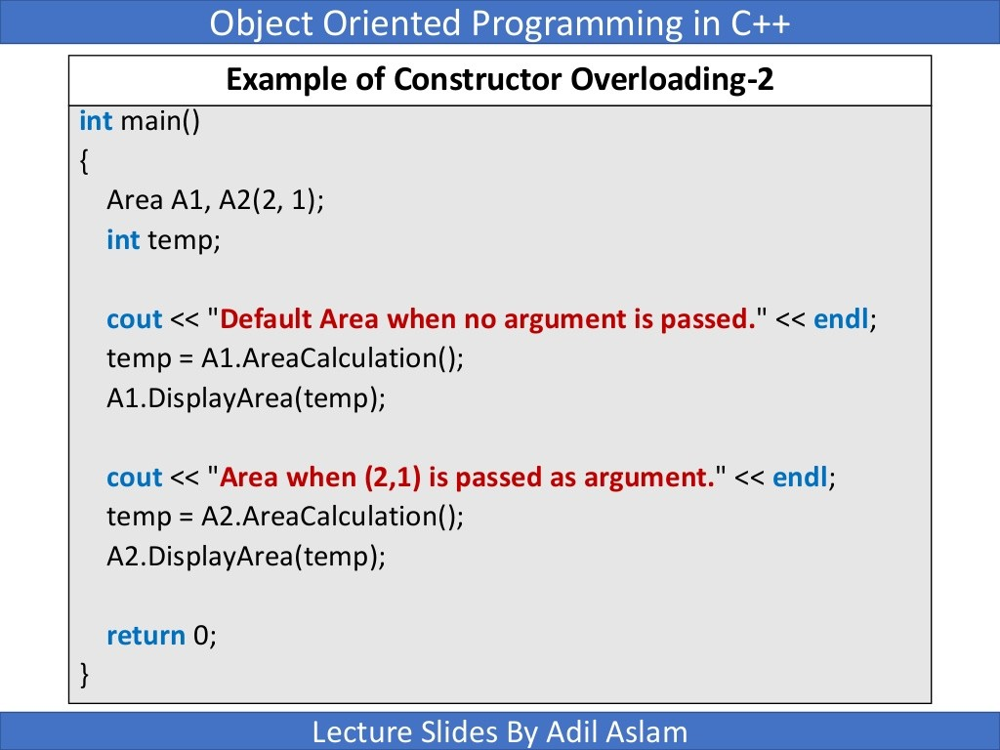 Object Oriented Programming in C++
Example of Constructor Overloading-2
int main()
{
Area A1, A2(2, 1);
int temp;
cout << "Default Area when no argument is passed." << endl;
temp = A1.AreaCalculation();
A1.DisplayArea(temp);
cout << "Area when (2,1) is passed as argument." << endl;
temp = A2.AreaCalculation();
A2.DisplayArea(temp);
return 0;
}
Lecture Slides By Adil Aslam